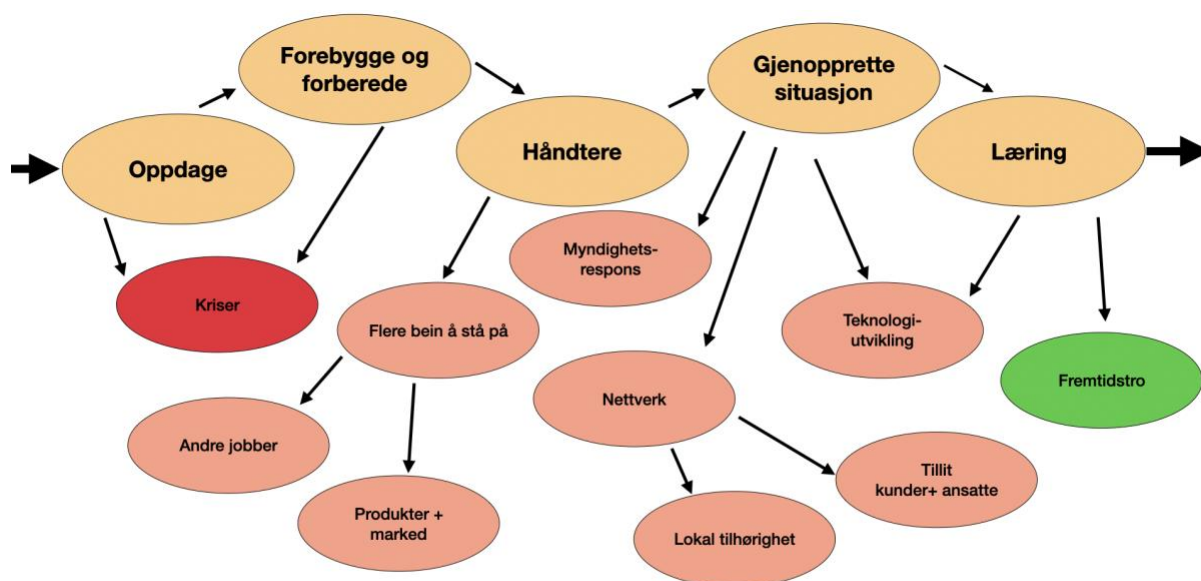 Forebygge og
forberede
Gjenopprette
situasjon
Oppdage
Håndtere
Læring
Myndighets-
respons
Kriser
Flere bein å stå på
Teknologi-
utvikling
Fremtidstro
Nettverk
Andre jobber
Tillit
kunder+ ansatte
Produkter +
marked
Lokal tilhørighet